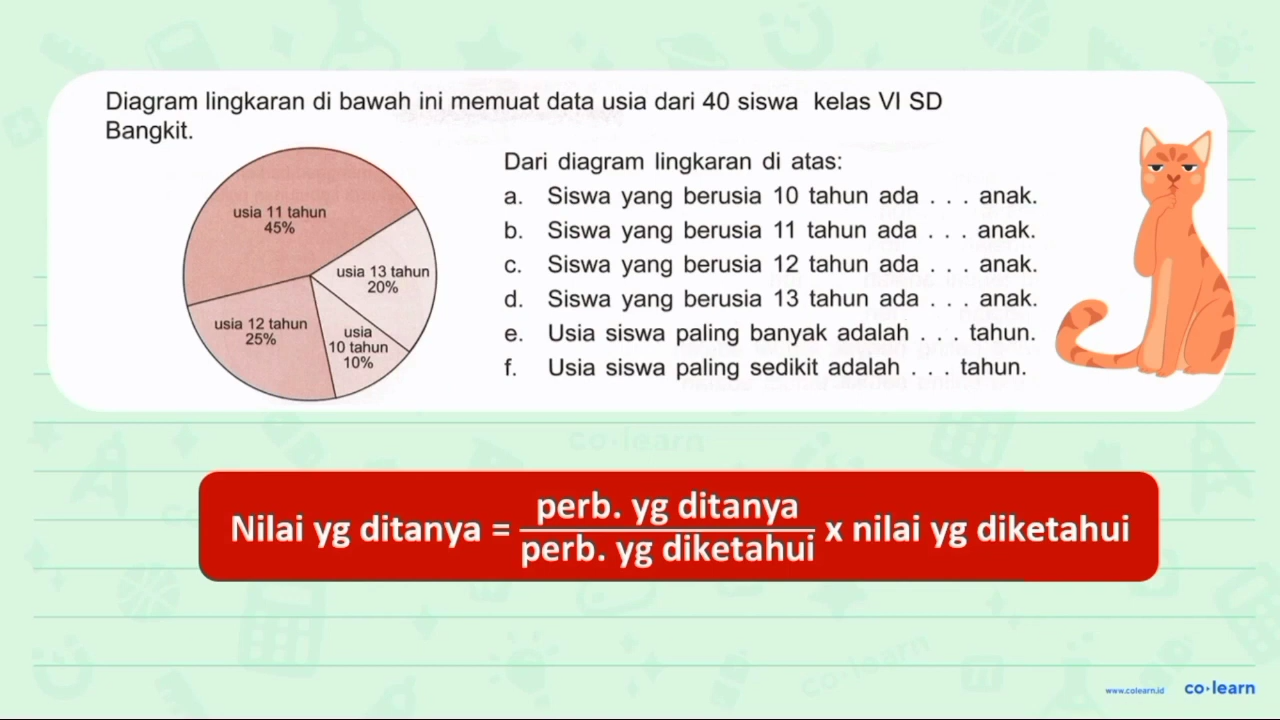 Diagram lingkaran di bawah ini memuat data usia dari 40 siswa kelas VI SD
Bangkit.
usia 11 tahun
45%
usia 13 tahun
20%
usia 12 tahun
25%
usia
10 tahun
10%
Dari diagram lingkaran di atas:
a. Siswa yang berusia 10 tahun ada . . . anak.
b. Siswa yang berusia 11 tahun ada . . . anak.
c. Siswa yang berusia 12 tahun ada . . . anak.
d. Siswa yang berusia 13 tahun ada . . . anak.
e. Usia siswa paling banyak adalah . . . tahun.
f. Usia siswa paling sedikit adalah . . . tahun.
co·learn
Nilai yg ditanya = perb. yg ditanya / perb. yg diketahui x nilai yg diketahui
co·learn
www.colearn.id co·learn